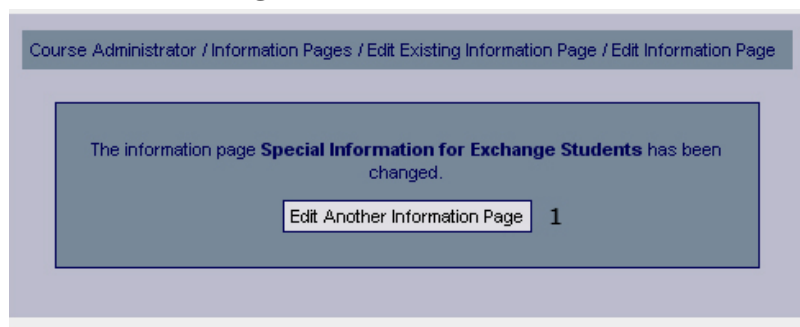 Course Administrator / Information Pages / Edit Existing Information Page / Edit Information Page
The information page Special Information for Exchange Students has been
changed.
Edit Another Information Page 1